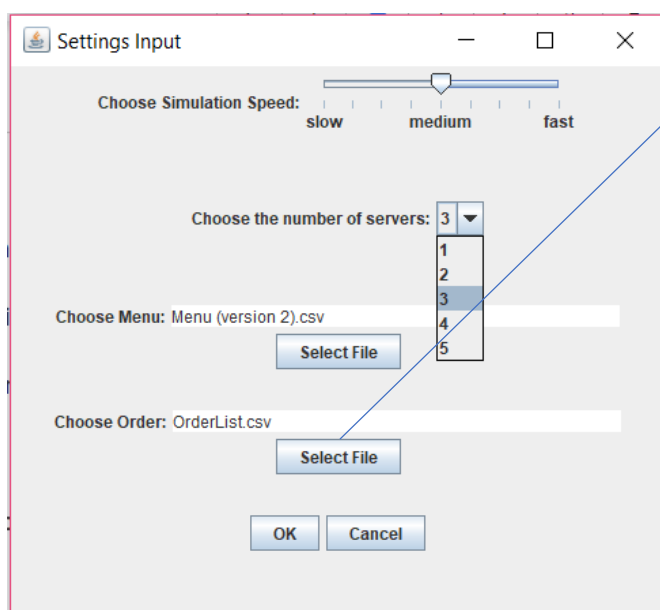 Settings Input
Choose Simulation Speed:
slow medium fast
Choose the number of servers: 3
1
2
3
4
5
Choose Menu: Menu (version 2).csv
Select File
Choose Order: OrderList.csv
Select File
OK Cancel